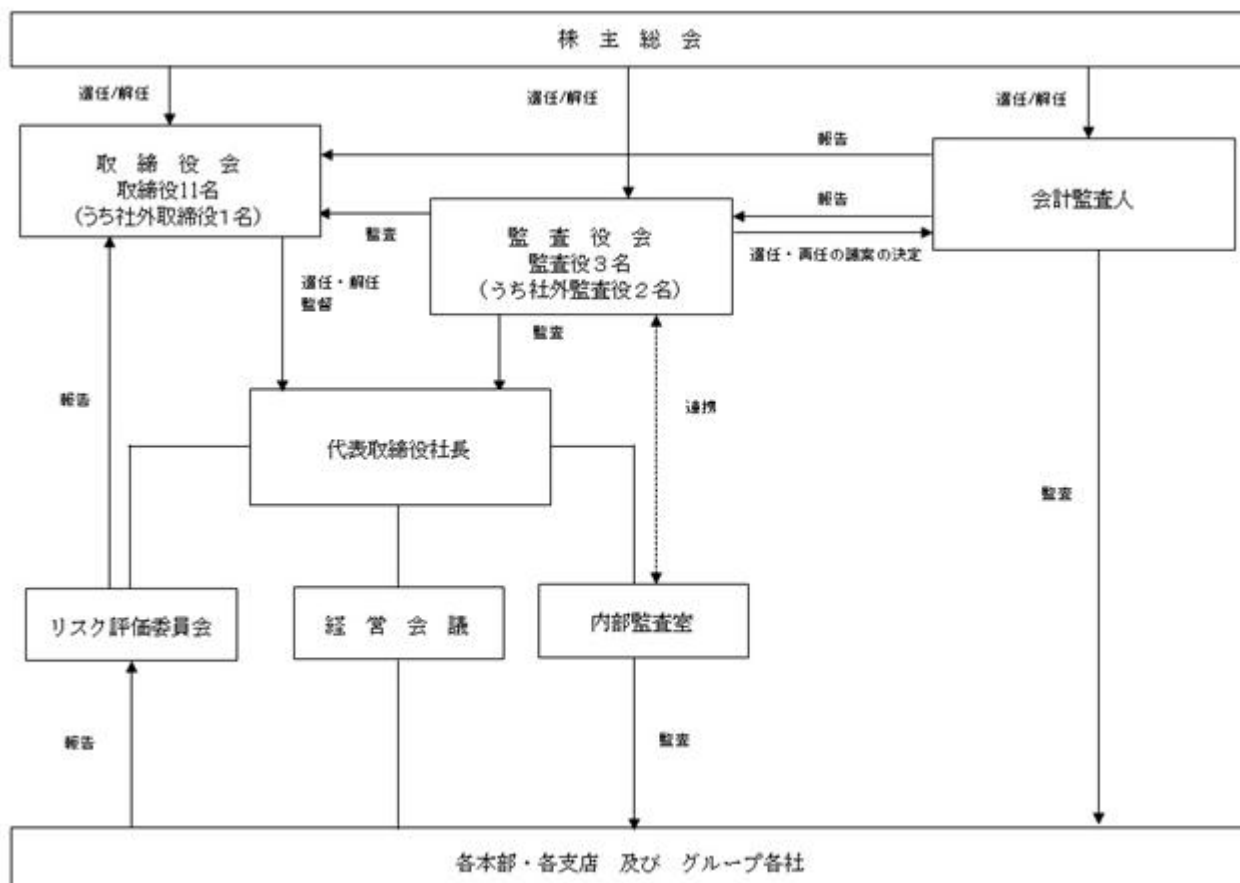 株 主 総 会
選任/解任
選任/解任
選任/解任
取 締 役 会
取締役11名
(うち社外取締役1名)
報告
会計監査人
監査
報告
監 査 役 会
監査役3名
(うち社外監査役2名)
選任・再任の議案の決定
選任・解任
監督
監査
報告
連携
代表取締役社長
監査
リスク評価委員会
経 営 会 議
内部監査室
報告
監査
各本部・各支店 及び グループ各社